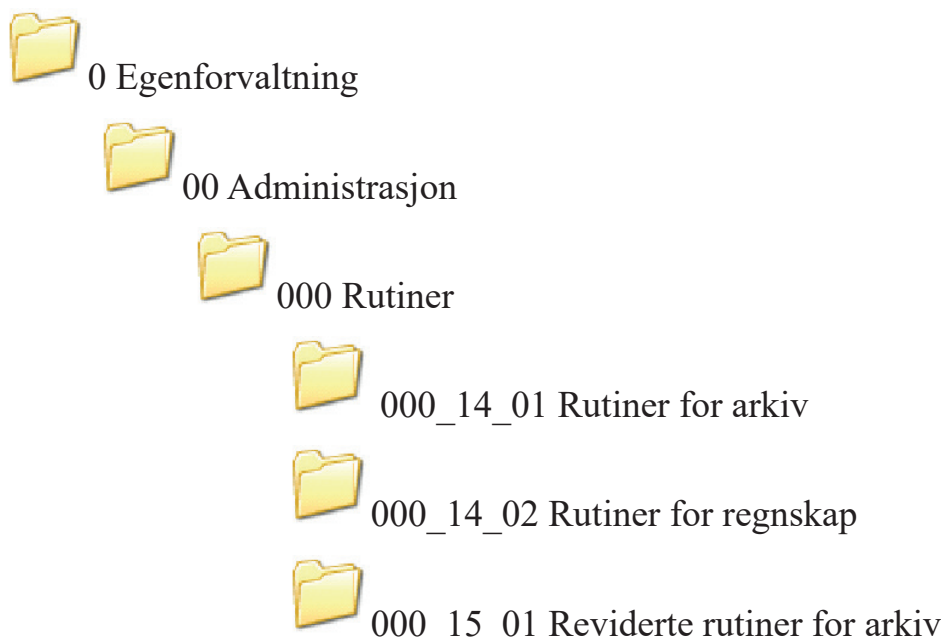 0 Egenforvaltning
00 Administrasjon
000 Rutiner
000_14_01 Rutiner for arkiv
000_14_02 Rutiner for regnskap
000_15_01 Reviderte rutiner for arkiv